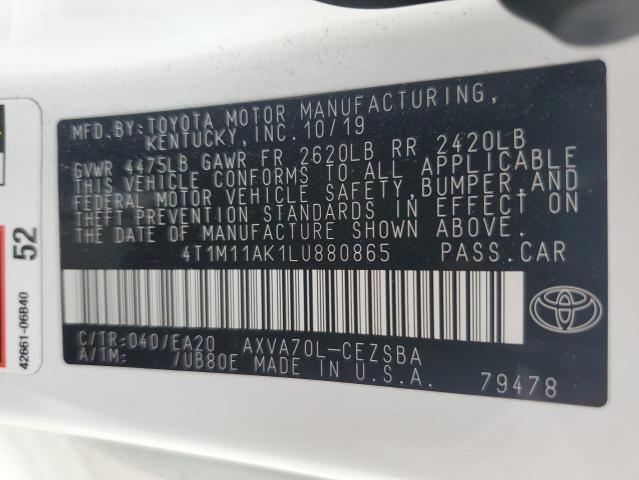 MFD.BY:TOYOTA MOTOR MANUFACTURING,
KENTUCKY,INC.10/19
GVWR 4475LB GAWR FR 2620LB RR 2420LB
THIS VEHICLE CONFORMS TO ALL APPLICABLE
FEDERAL MOTOR VEHICLE SAFETY,BUMPER,AND
THEFT PREVENTION STANDARDS IN EFFECT ON
THE DATE OF MANUFACTURE SHOWN ABOVE.
4T1M11AK1LU880865 PASS.CAR
C/TR:040/EA20 AXVA70L-CEZSBA
A/TM: /UB80E MADE IN U.S.A.
79478
52
42661-06B40